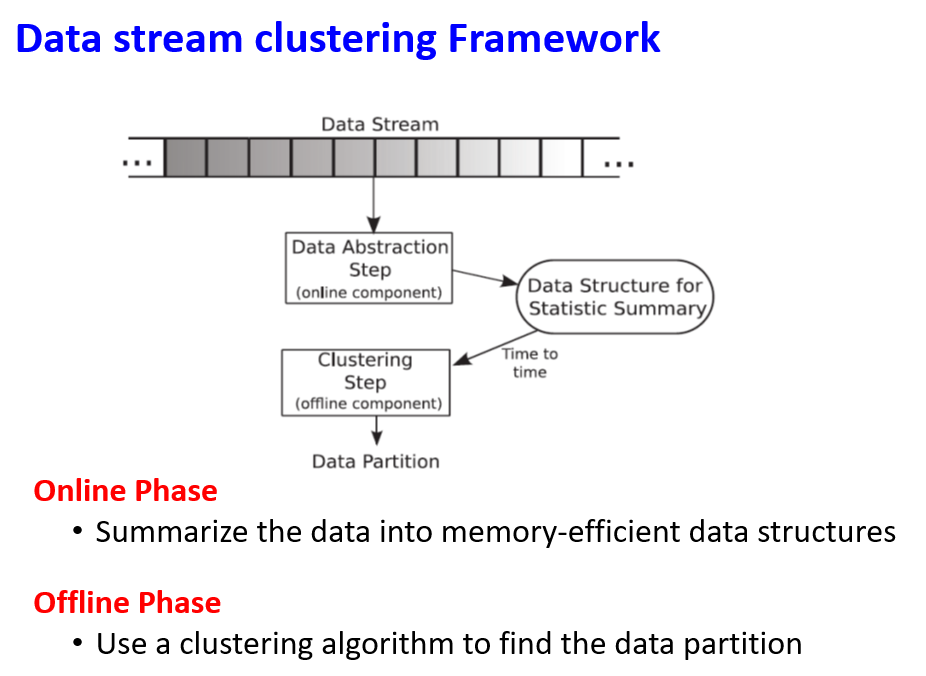 Data stream clustering Framework
Data Stream
... ...
Data Abstraction
Step
(online component)
Data Structure for
Statistic Summary
Time to
time
Clustering
Step
(offline component)
Data Partition
Online Phase
• Summarize the data into memory-efficient data structures
Offline Phase
• Use a clustering algorithm to find the data partition